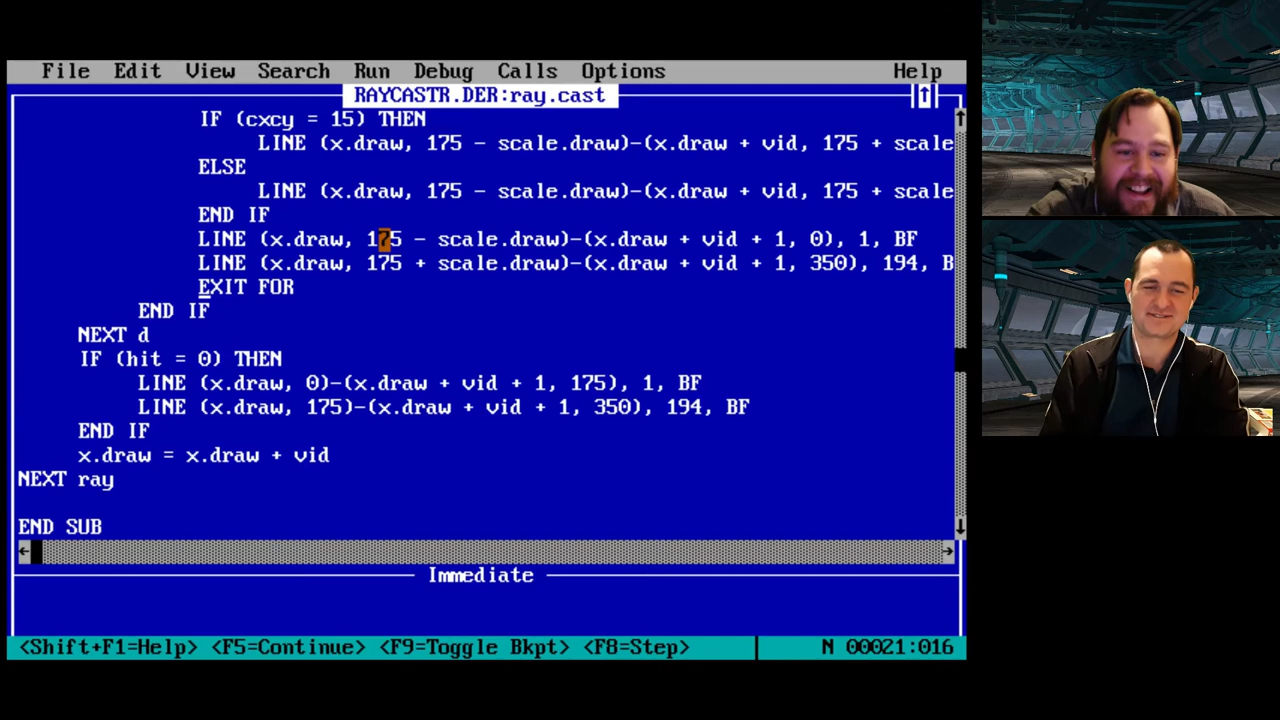 File Edit View Search Run Debug Calls Options Help
RAYCASTR.DER:ray.cast
IF (cxcy = 15) THEN
LINE (x.draw, 175 - scale.draw)-(x.draw + vid, 175 + scale
ELSE
LINE (x.draw, 175 - scale.draw)-(x.draw + vid, 175 + scale
END IF
LINE (x.draw, 175 - scale.draw)-(x.draw + vid + 1, 0), 1, BF
LINE (x.draw, 175 + scale.draw)-(x.draw + vid + 1, 350), 194, B
EXIT FOR
END IF
NEXT d
IF (hit = 0) THEN
LINE (x.draw, 0)-(x.draw + vid + 1, 175), 1, BF
LINE (x.draw, 175)-(x.draw + vid + 1, 350), 194, BF
END IF
x.draw = x.draw + vid
NEXT ray
END SUB
Immediate
<Shift+F1=Help> <F5=Continue> <F9=Toggle Bkpt> <F8=Step> N 00021:016